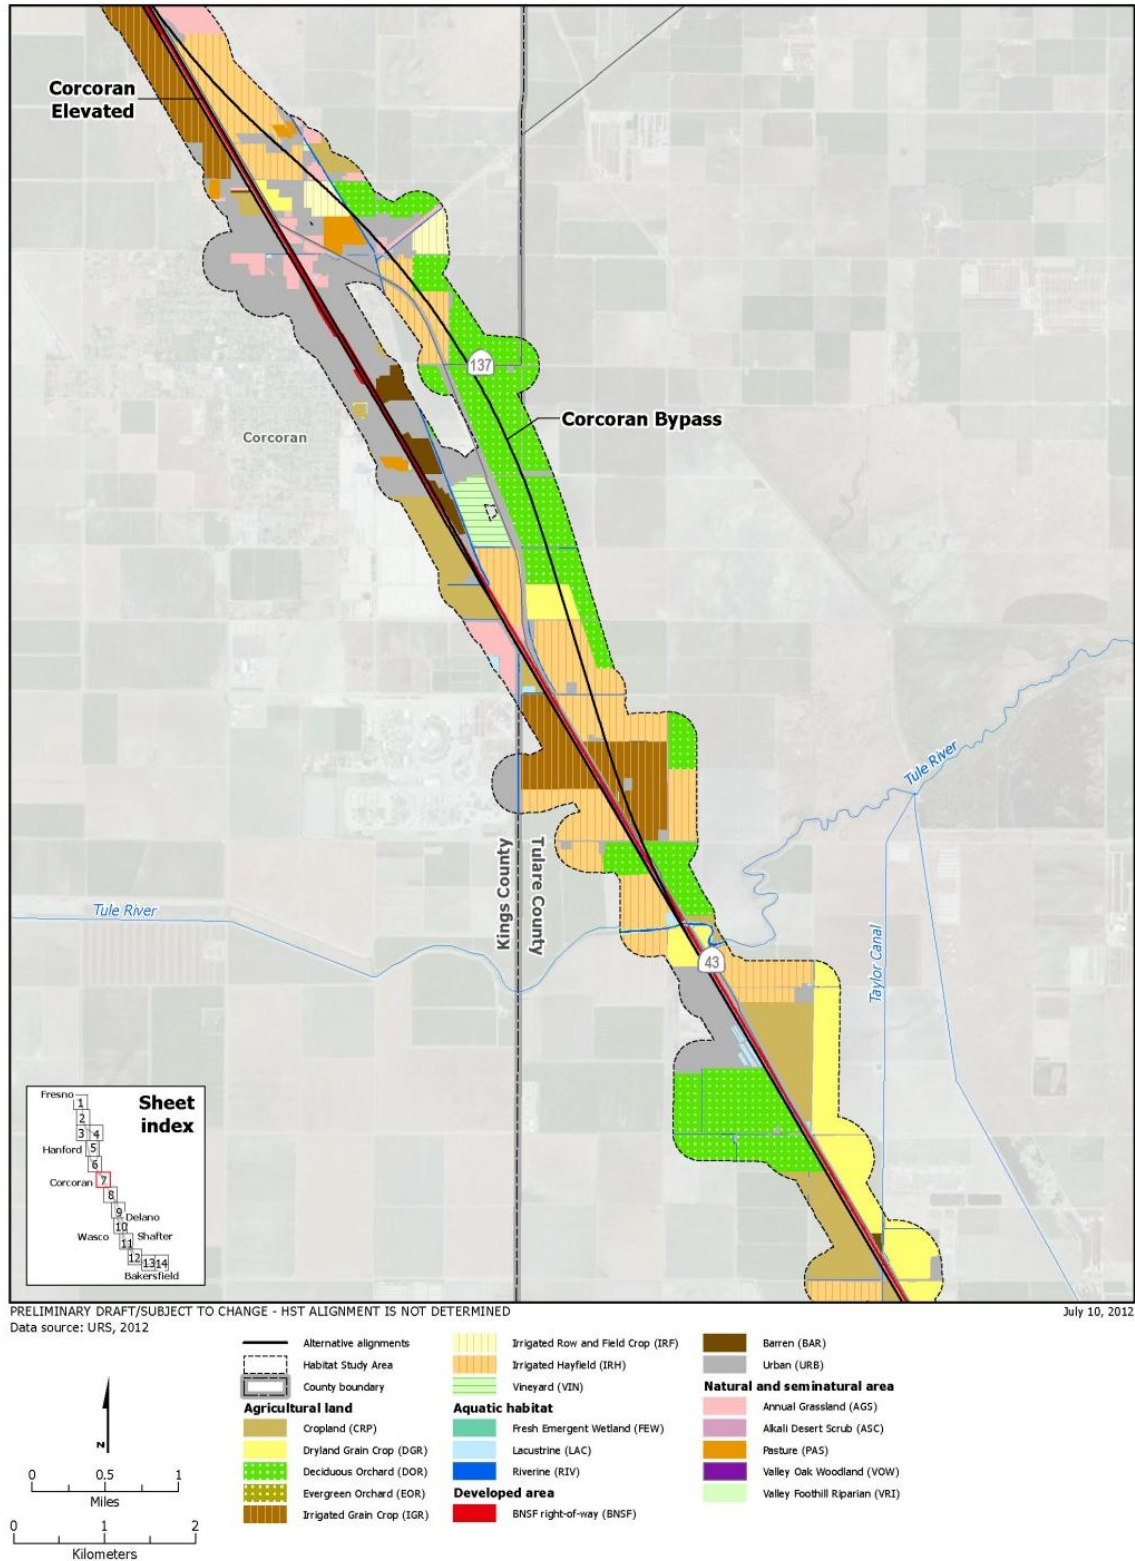 Corcoran
Elevated
137
Corcoran Bypass
Corcoran
Tule River
Kings County
Tulare County
Tule River
43
Taylor Canal
Sheet
index
Fresno
1
2
3
4
Hanford
5
6
Corcoran
7
8
9
Delano
10
Wasco
Shafter
11
12
13
14
Bakersfield
PRELIMINARY DRAFT/SUBJECT TO CHANGE - HST ALIGNMENT IS NOT DETERMINED
July 10, 2012
Data source: URS, 2012
Alternative alignments
Habitat Study Area
County boundary
Agricultural land
Cropland (CRP)
Dryland Grain Crop (DGR)
Deciduous Orchard (DOR)
Evergreen Orchard (EOR)
Irrigated Grain Crop (IGR)
Irrigated Row and Field Crop (IRF)
Irrigated Hayfield (IRH)
Vineyard (VIN)
Aquatic habitat
Fresh Emergent Wetland (FEW)
Lacustrine (LAC)
Riverine (RIV)
Developed area
BNSF right-of-way (BNSF)
Barren (BAR)
Urban (URB)
Natural and seminatural area
Annual Grassland (AGS)
Alkali Desert Scrub (ASC)
Pasture (PAS)
Valley Oak Woodland (VOW)
Valley Foothill Riparian (VRI)
N
0 0.5 1
Miles
0 1 2
Kilometers